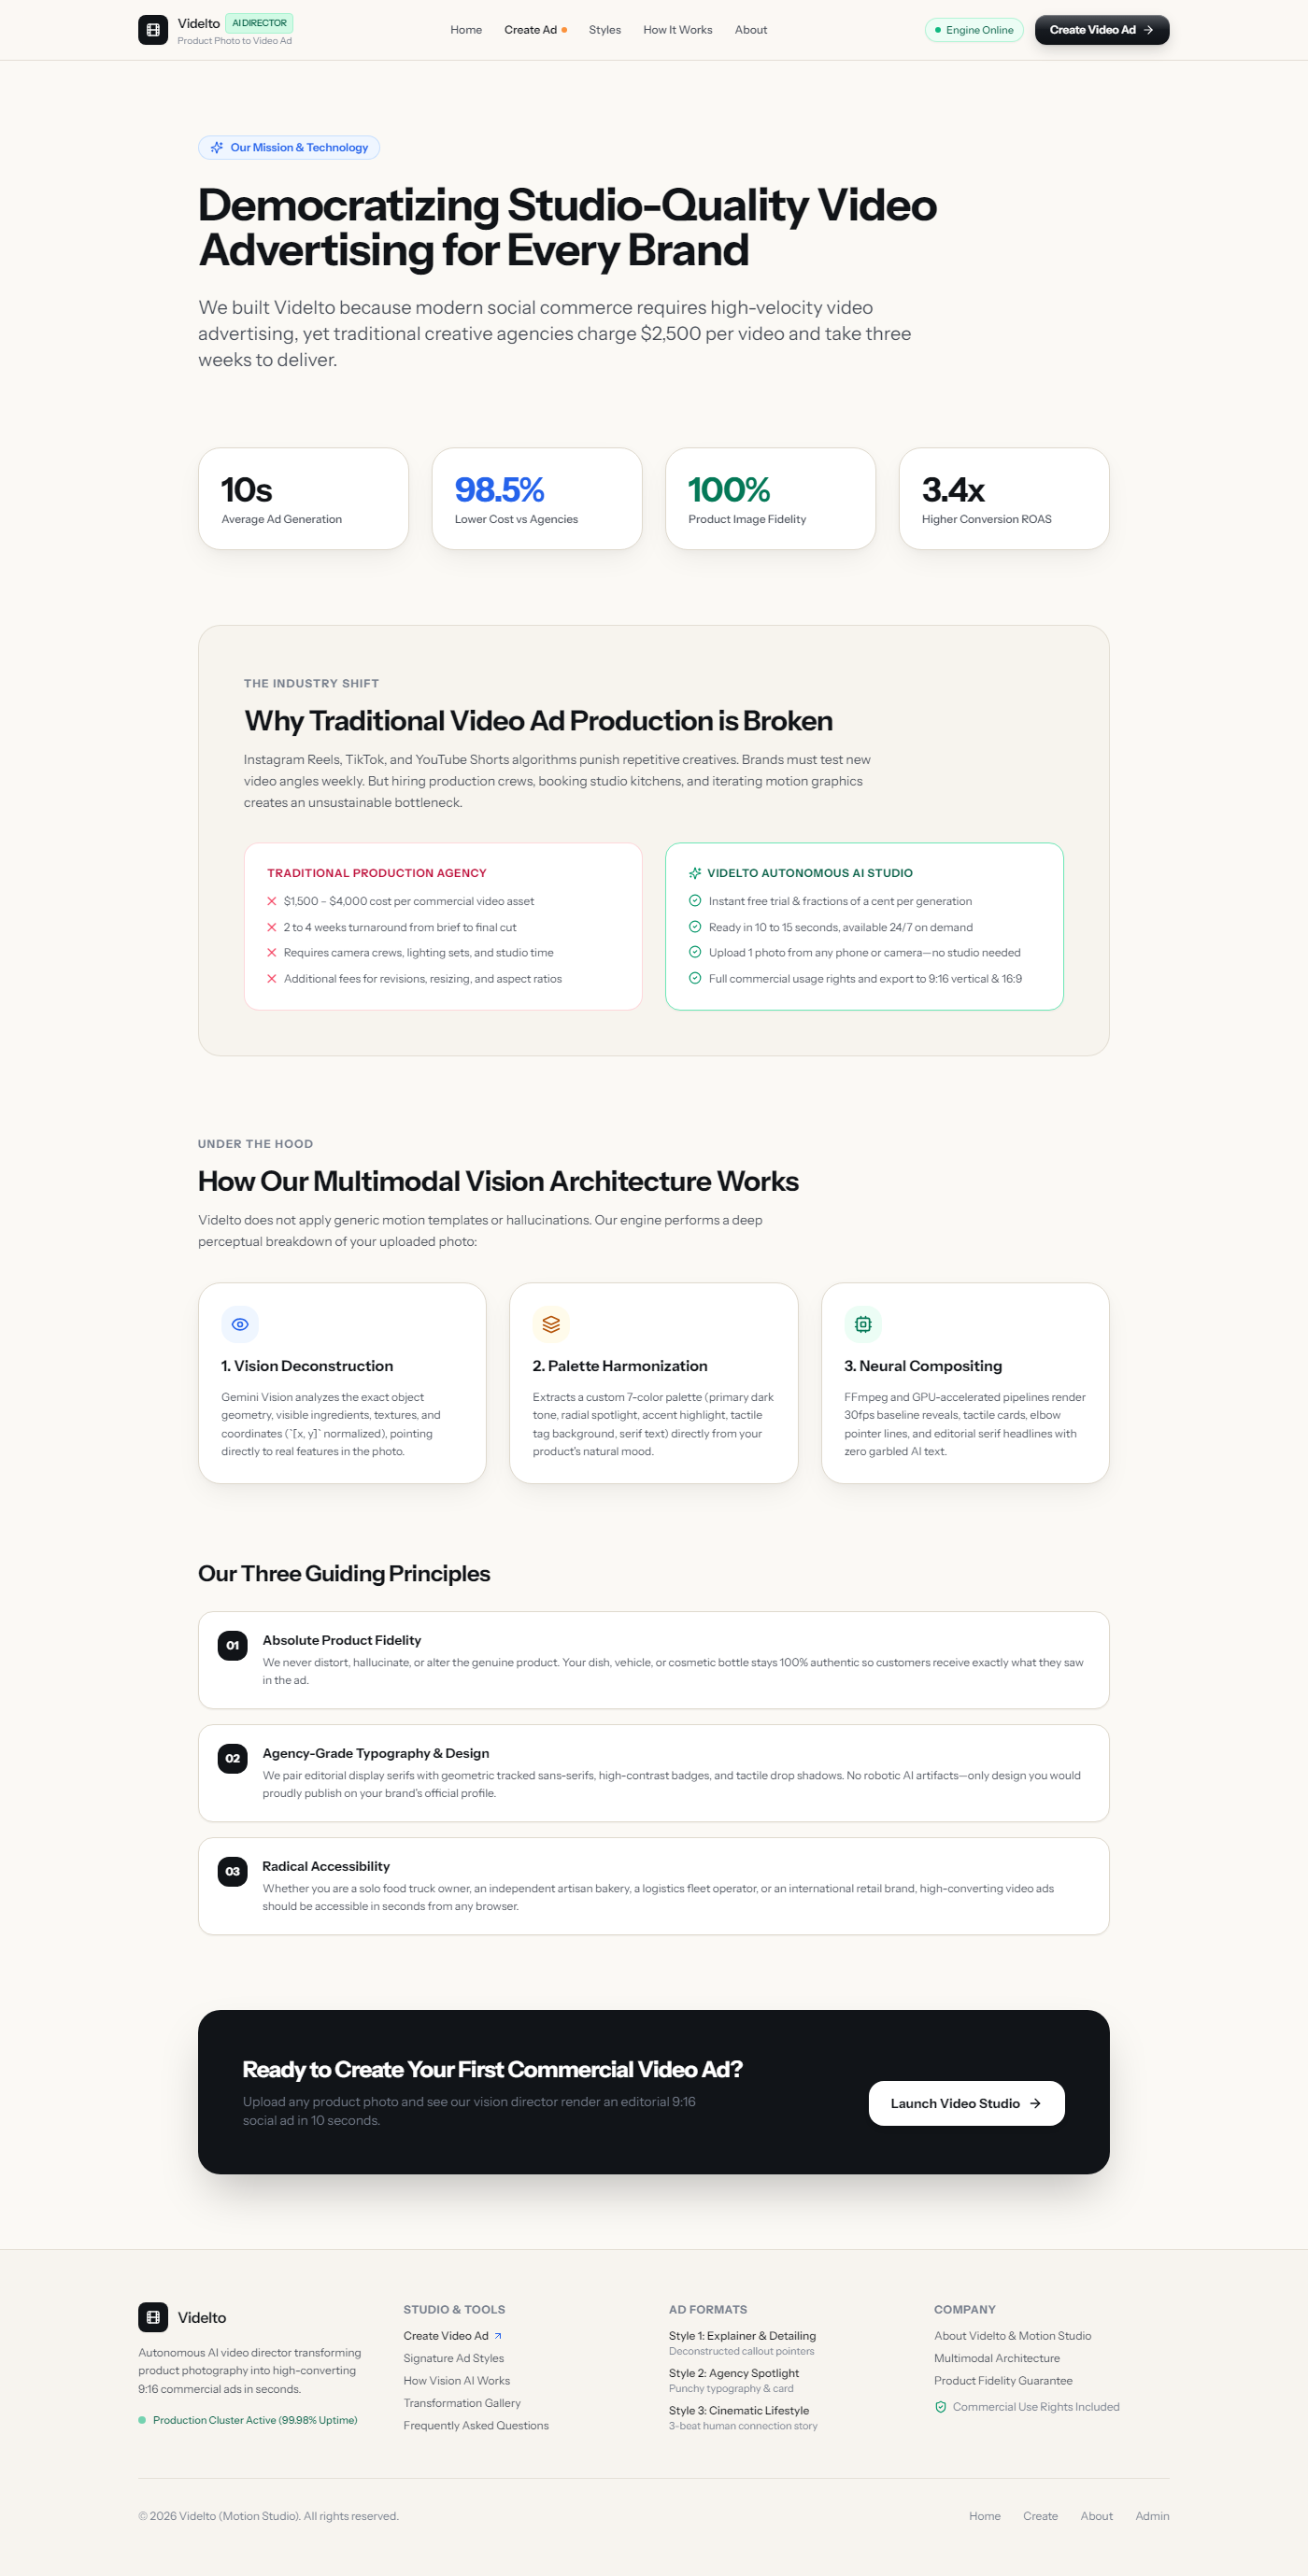 Videlto AI DIRECTOR
Product Photo to Video Ad
Home
Create Ad
Styles
How It Works
About
Engine Online
Create Video Ad
Our Mission & Technology
Democratizing Studio-Quality Video
Advertising for Every Brand
We built Videlto because modern social commerce requires high-velocity video
advertising, yet traditional creative agencies charge $2,500 per video and take three
weeks to deliver.
10s
Average Ad Generation
98.5%
Lower Cost vs Agencies
100%
Product Image Fidelity
3.4x
Higher Conversion ROAS
THE INDUSTRY SHIFT
Why Traditional Video Ad Production is Broken
Instagram Reels, TikTok, and YouTube Shorts algorithms punish repetitive creatives. Brands must test new
video angles weekly. But hiring production crews, booking studio kitchens, and iterating motion graphics
creates an unsustainable bottleneck.
TRADITIONAL PRODUCTION AGENCY
$1,500 – $4,000 cost per commercial video asset
2 to 4 weeks turnaround from brief to final cut
Requires camera crews, lighting sets, and studio time
Additional fees for revisions, resizing, and aspect ratios
VIDELTO AUTONOMOUS AI STUDIO
Instant free trial & fractions of a cent per generation
Ready in 10 to 15 seconds, available 24/7 on demand
Upload 1 photo from any phone or camera—no studio needed
Full commercial usage rights and export to 9:16 vertical & 16:9
UNDER THE HOOD
How Our Multimodal Vision Architecture Works
Videlto does not apply generic motion templates or hallucinations. Our engine performs a deep
perceptual breakdown of your uploaded photo:
1. Vision Deconstruction
Gemini Vision analyzes the exact object
geometry, visible ingredients, textures, and
coordinates (`[x, y]` normalized), pointing
directly to real features in the photo.
2. Palette Harmonization
Extracts a custom 7-color palette (primary dark
tone, radial spotlight, accent highlight, tactile
tag background, serif text) directly from your
product's natural mood.
3. Neural Compositing
FFmpeg and GPU-accelerated pipelines render
30fps baseline reveals, tactile cards, elbow
pointer lines, and editorial serif headlines with
zero garbled AI text.
Our Three Guiding Principles
01
Absolute Product Fidelity
We never distort, hallucinate, or alter the genuine product. Your dish, vehicle, or cosmetic bottle stays 100% authentic so customers receive exactly what they saw
in the ad.
02
Agency-Grade Typography & Design
We pair editorial display serifs with geometric tracked sans-serifs, high-contrast badges, and tactile drop shadows. No robotic AI artifacts—only design you would
proudly publish on your brand's official profile.
03
Radical Accessibility
Whether you are a solo food truck owner, an independent artisan bakery, a logistics fleet operator, or an international retail brand, high-converting video ads
should be accessible in seconds from any browser.
Ready to Create Your First Commercial Video Ad?
Upload any product photo and see our vision director render an editorial 9:16
social ad in 10 seconds.
Launch Video Studio
Videlto
Autonomous AI video director transforming
product photography into high-converting
9:16 commercial ads in seconds.
Production Cluster Active (99.98% Uptime)
STUDIO & TOOLS
Create Video Ad
Signature Ad Styles
How Vision AI Works
Transformation Gallery
Frequently Asked Questions
AD FORMATS
Style 1: Explainer & Detailing
Deconstructed callout pointers
Style 2: Agency Spotlight
Punchy typography & card
Style 3: Cinematic Lifestyle
3-beat human connection story
COMPANY
About Videlto & Motion Studio
Multimodal Architecture
Product Fidelity Guarantee
Commercial Use Rights Included
© 2026 Videlto (Motion Studio). All rights reserved.
Home
Create
About
Admin